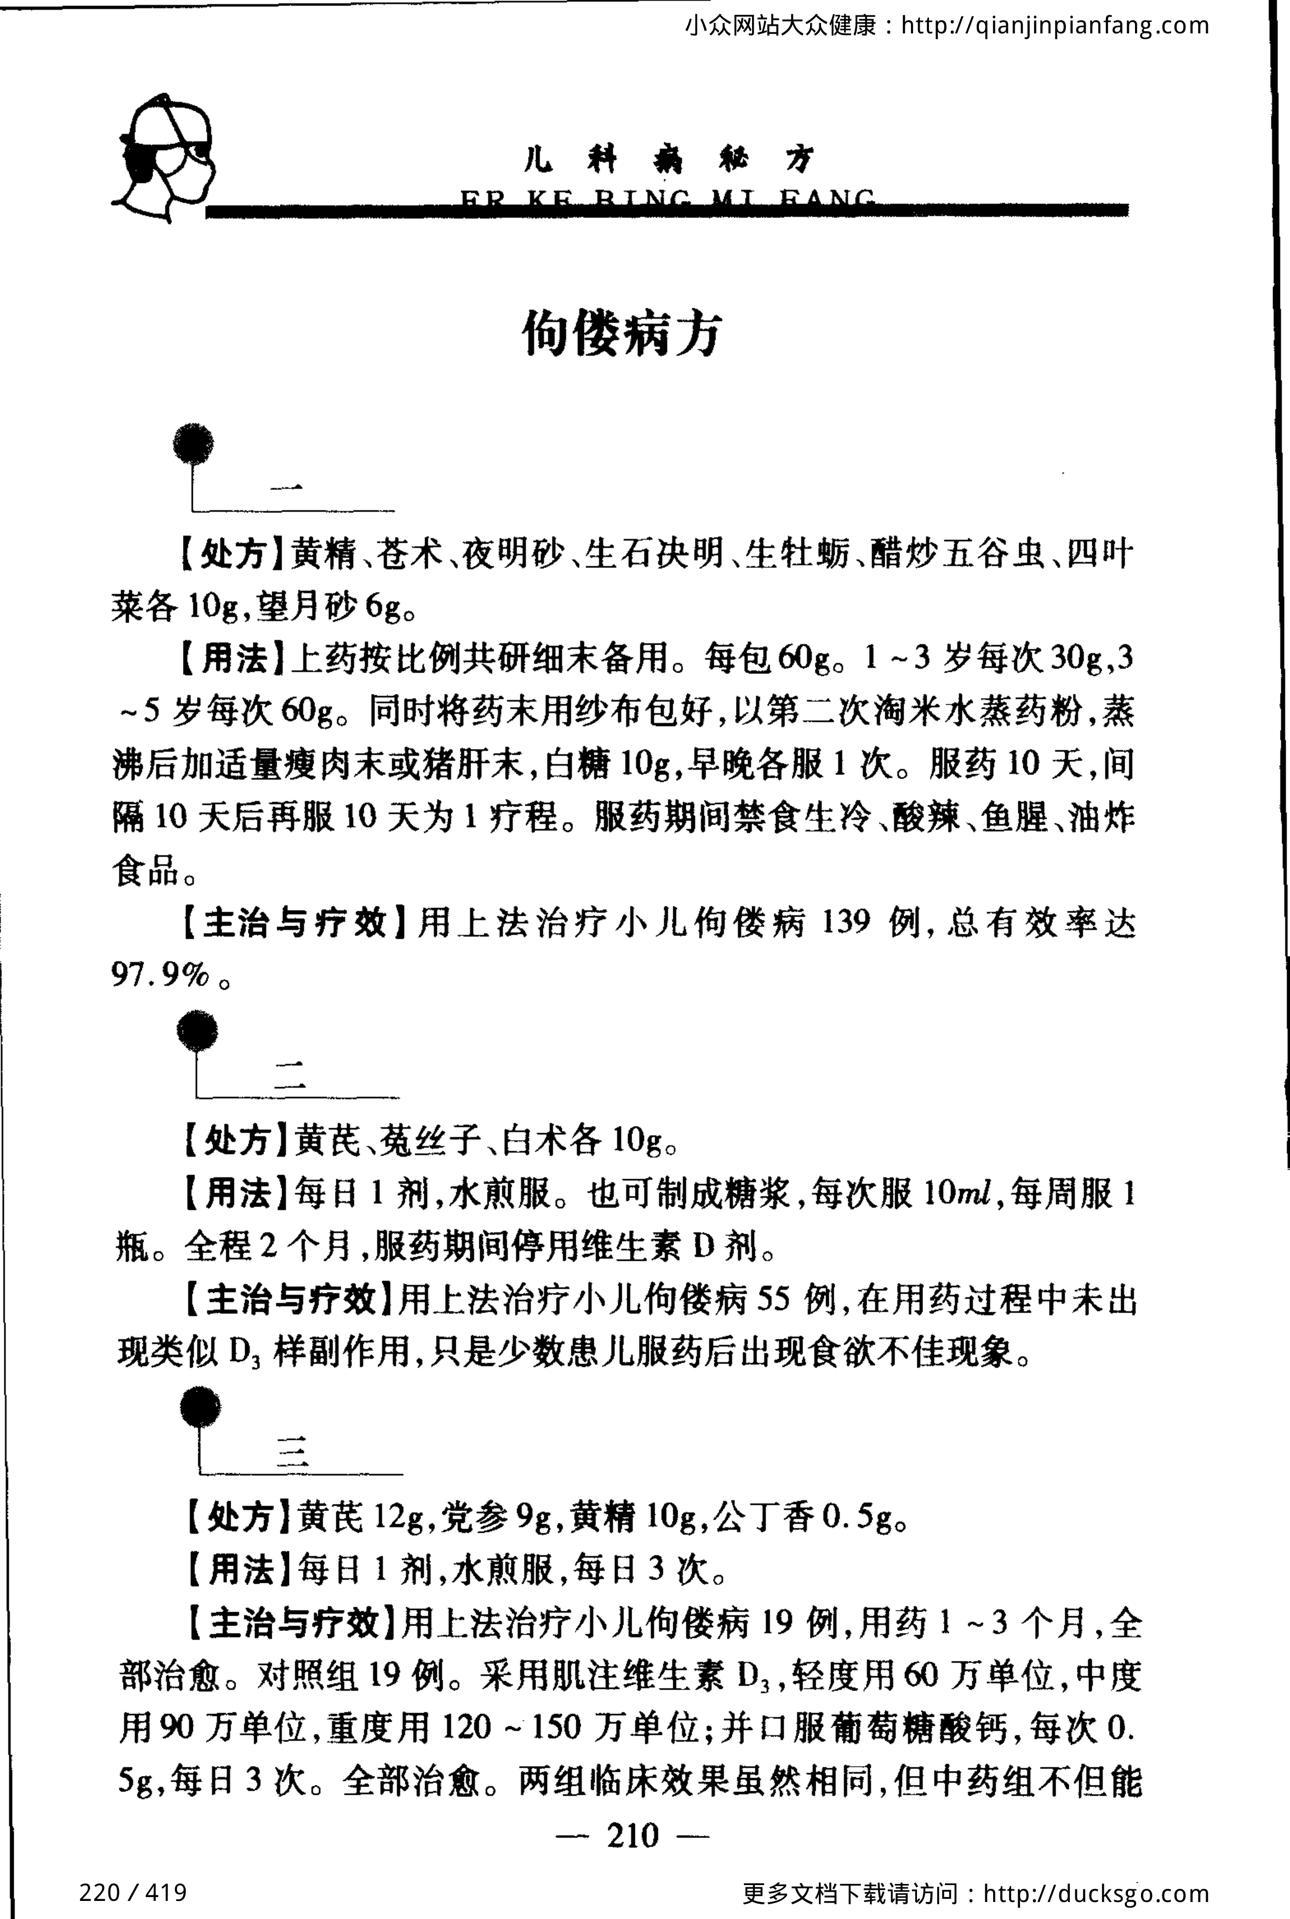 小众网站大众健康：http://qianjinpianfang.com
儿科病秘方
ER KE BING MI FANG
佝偻病方
一
【处方】黄精、苍术、夜明砂、生石决明、生牡蛎、醋炒五谷虫、四叶
菜各 10g,望月砂 6g。
【用法】上药按比例共研细末备用。每包 60g。1～3 岁每次 30g,3
～5 岁每次 60g。同时将药末用纱布包好,以第二次淘米水蒸药粉,蒸
沸后加适量瘦肉末或猪肝末,白糖 10g,早晚各服 1 次。服药 10 天,间
隔 10 天后再服 10 天为 1 疗程。服药期间禁食生冷、酸辣、鱼腥、油炸
食品。
【主治与疗效】用上法治疗小儿佝偻病 139 例,总有效率达
97.9%。
二
【处方】黄芪、菟丝子、白术各 10g。
【用法】每日 1 剂,水煎服。也可制成糖浆,每次服 10ml,每周服 1
瓶。全程 2 个月,服药期间停用维生素 D 剂。
【主治与疗效】用上法治疗小儿佝偻病 55 例,在用药过程中未出
现类似 D₃ 样副作用,只是少数患儿服药后出现食欲不佳现象。
三
【处方】黄芪 12g,党参 9g,黄精 10g,公丁香 0.5g。
【用法】每日 1 剂,水煎服,每日 3 次。
【主治与疗效】用上法治疗小儿佝偻病 19 例,用药 1～3 个月,全
部治愈。对照组 19 例。采用肌注维生素 D₃,轻度用 60 万单位,中度
用 90 万单位,重度用 120～150 万单位;并口服葡萄糖酸钙,每次 0.
5g,每日 3 次。全部治愈。两组临床效果虽然相同,但中药组不但能
— 210 —
220 / 419
更多文档下载请访问：http://ducksgo.com